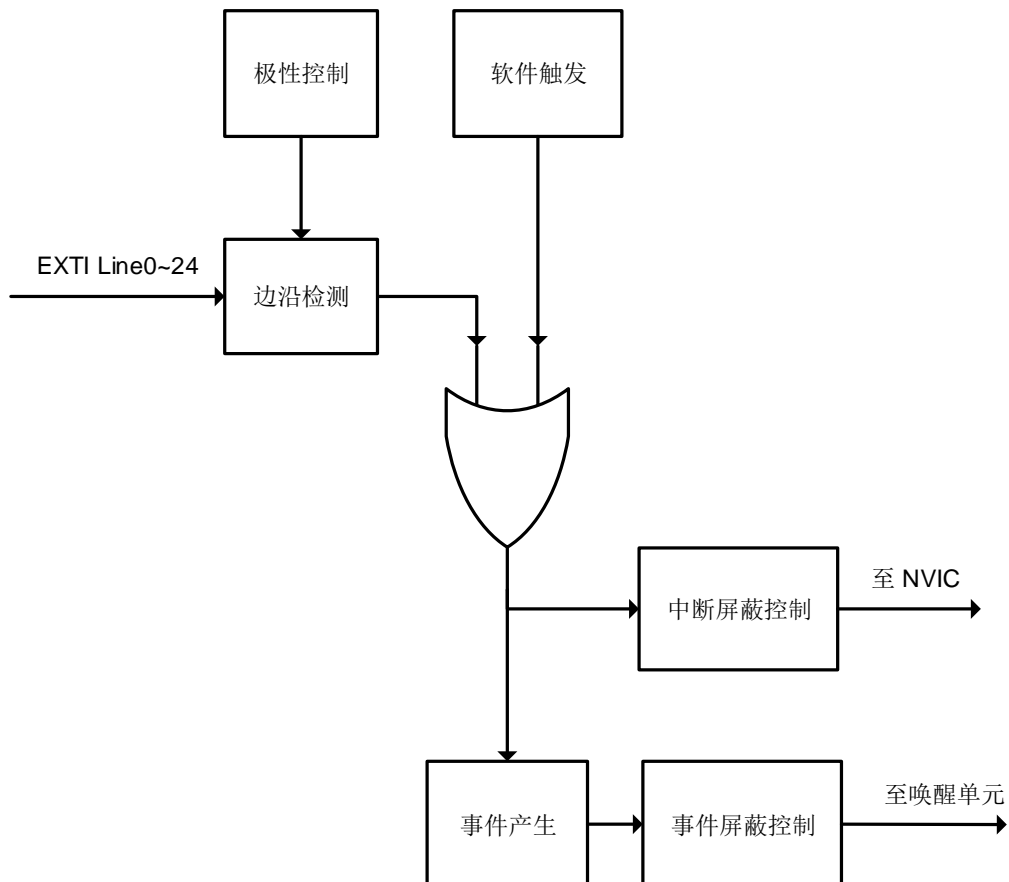 极性控制
软件触发
EXTI Line0~24
边沿检测
至 NVIC
中断屏蔽控制
至唤醒单元
事件产生
事件屏蔽控制